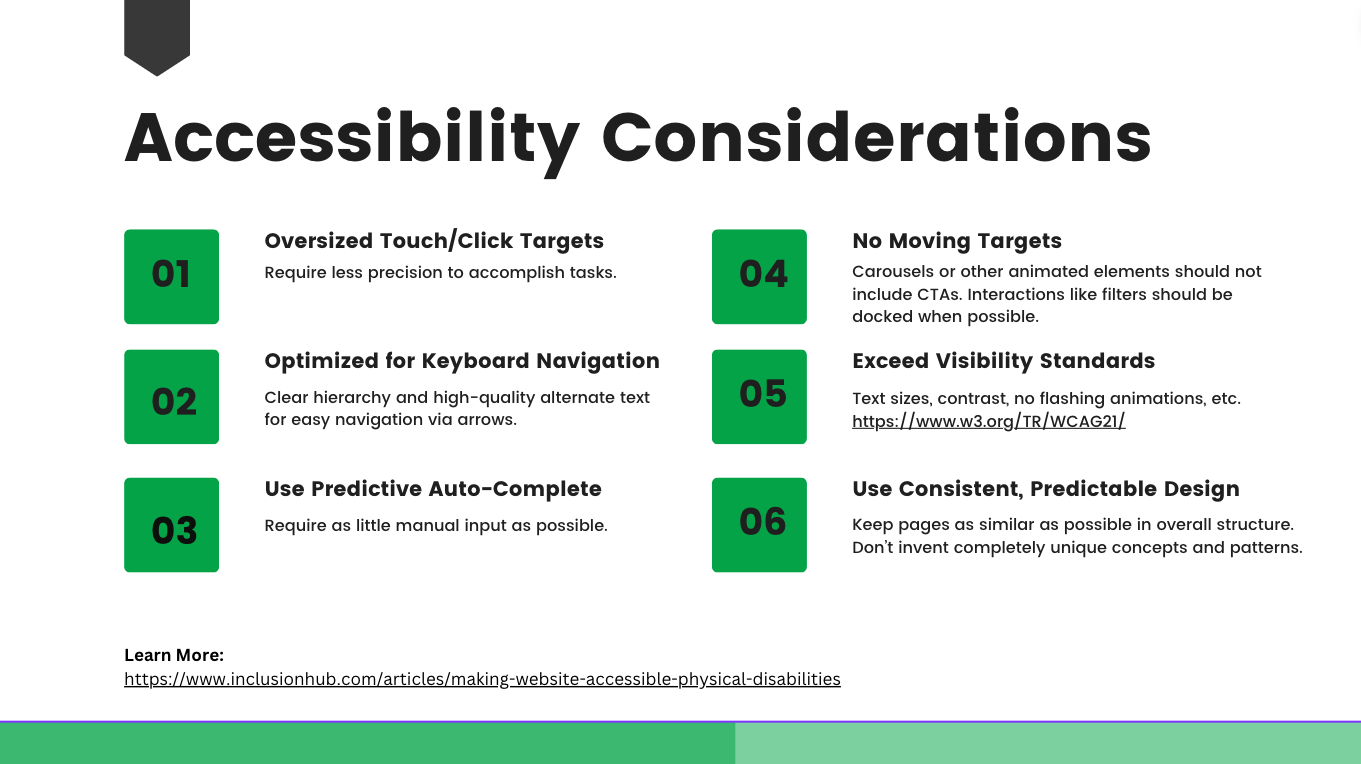 Accessibility Considerations
01
Oversized Touch/Click Targets
Require less precision to accomplish tasks.
02
Optimized for Keyboard Navigation
Clear hierarchy and high-quality alternate text
for easy navigation via arrows.
03
Use Predictive Auto-Complete
Require as little manual input as possible.
04
No Moving Targets
Carousels or other animated elements should not
include CTAs. Interactions like filters should be
docked when possible.
05
Exceed Visibility Standards
Text sizes, contrast, no flashing animations, etc.
https://www.w3.org/TR/WCAG21/
06
Use Consistent, Predictable Design
Keep pages as similar as possible in overall structure.
Don’t invent completely unique concepts and patterns.
Learn More:
https://www.inclusionhub.com/articles/making-website-accessible-physical-disabilities